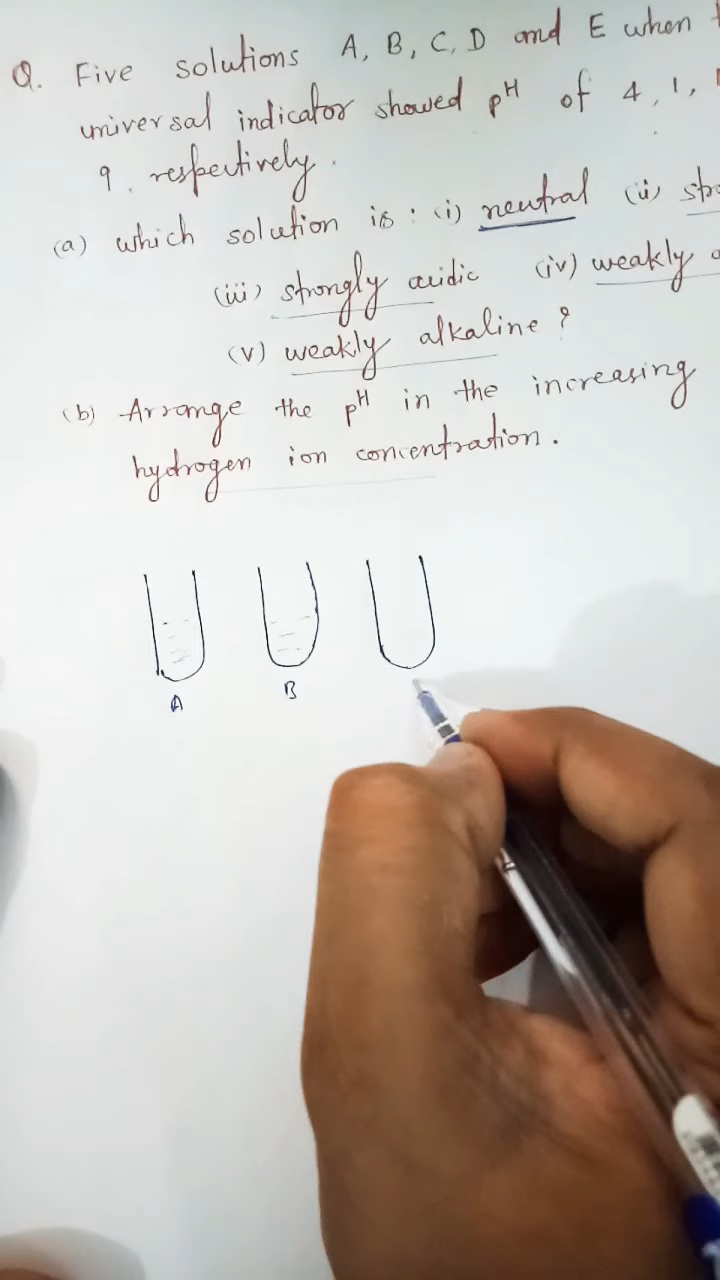 Q. Five solutions A, B, C, D and E when
universal indicator showed pH of 4, 1,
9. respectively.
(a) which solution is : (i) neutral (ii)
(iii) strongly acidic (iv) weakly
(v) weakly alkaline ?
(b) Arrange the pH in the increasing
hydrogen ion concentration.
A B